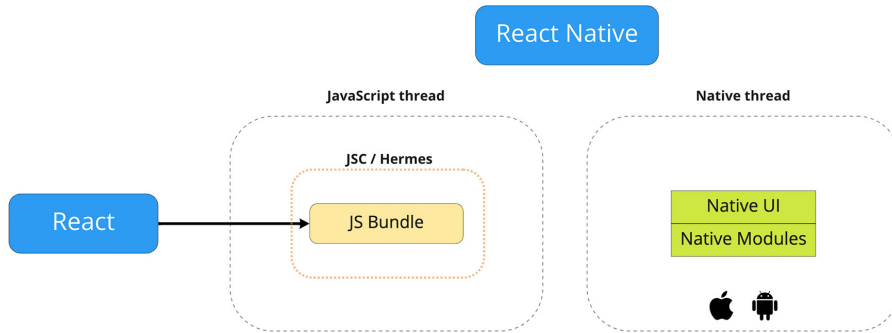 React Native
JavaScript thread
Native thread
JSC / Hermes
React
JS Bundle
Native UI
Native Modules